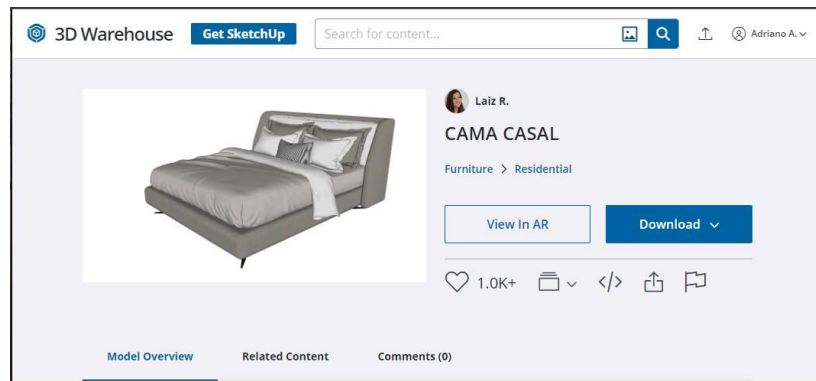 3D Warehouse Get SketchUp Search for content... Adriano A.
Laiz R.
CAMA CASAL
Furniture > Residential
View In AR Download
1.0K+ </>
Model Overview Related Content Comments (0)